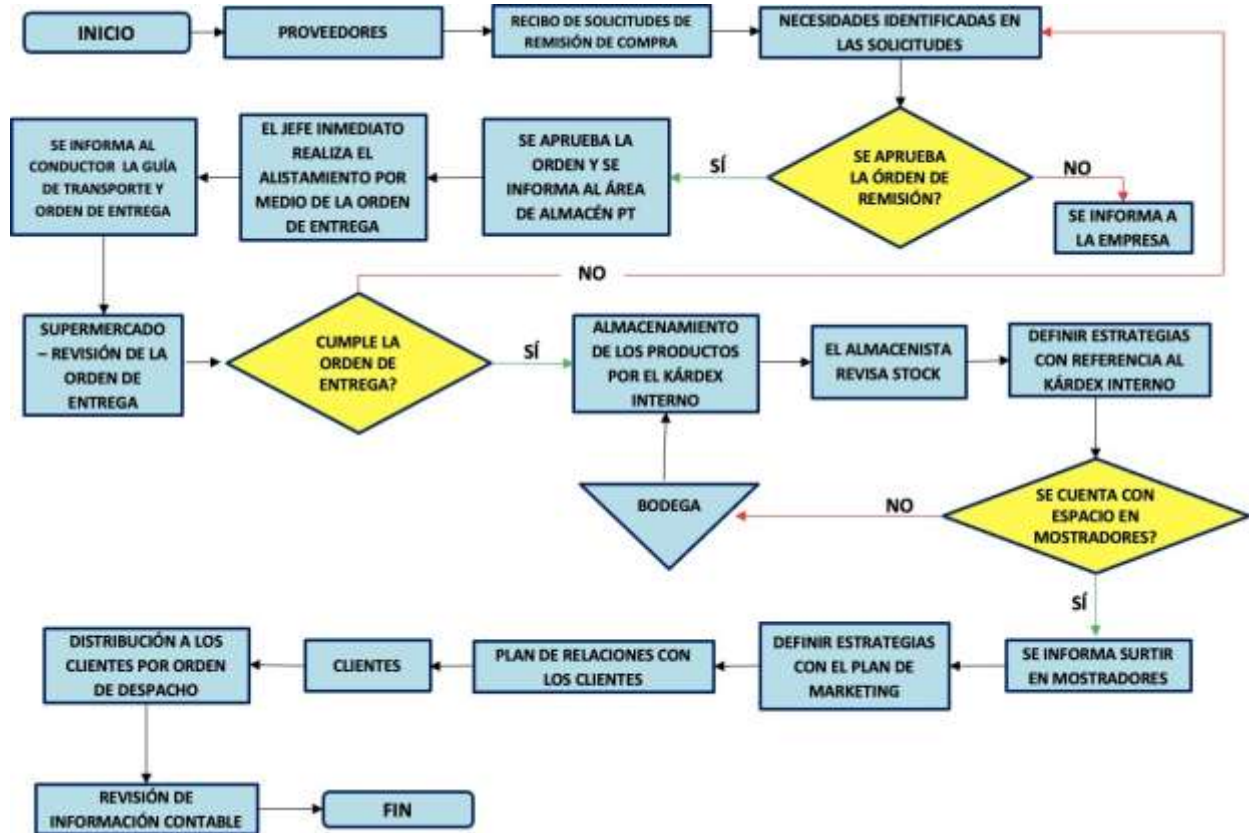 INICIO
PROVEEDORES
RECIBO DE SOLICITUDES DE
REMISIÓN DE COMPRA
NECESIDADES IDENTIFICADAS EN
LAS SOLICITUDES
SE APRUEBA
LA ÓRDEN DE
REMISIÓN?
NO
SE INFORMA A
LA EMPRESA
SÍ
SE APRUEBA LA
ORDEN Y SE
INFORMA AL ÁREA
DE ALMACÉN PT
EL JEFE INMEDIATO
REALIZA EL
ALISTAMIENTO POR
MEDIO DE LA ORDEN
DE ENTREGA
SE INFORMA AL
CONDUCTOR LA GUÍA
DE TRANSPORTE Y
ORDEN DE ENTREGA
SUPERMERCADO
– REVISIÓN DE LA
ORDEN DE
ENTREGA
CUMPLE LA
ORDEN DE
ENTREGA?
NO
SÍ
ALMACENAMIENTO
DE LOS PRODUCTOS
POR EL KÁRDEX
INTERNO
EL ALMACENISTA
REVISA STOCK
DEFINIR ESTRATEGIAS
CON REFERENCIA AL
KÁRDEX INTERNO
SE CUENTA CON
ESPACIO EN
MOSTRADORES?
NO
BODEGA
SÍ
SE INFORMA SURTIR
EN MOSTRADORES
DEFINIR ESTRATEGIAS
CON EL PLAN DE
MARKETING
PLAN DE RELACIONES CON
LOS CLIENTES
CLIENTES
DISTRIBUCIÓN A LOS
CLIENTES POR ORDEN
DE DESPACHO
REVISIÓN DE
INFORMACIÓN CONTABLE
FIN